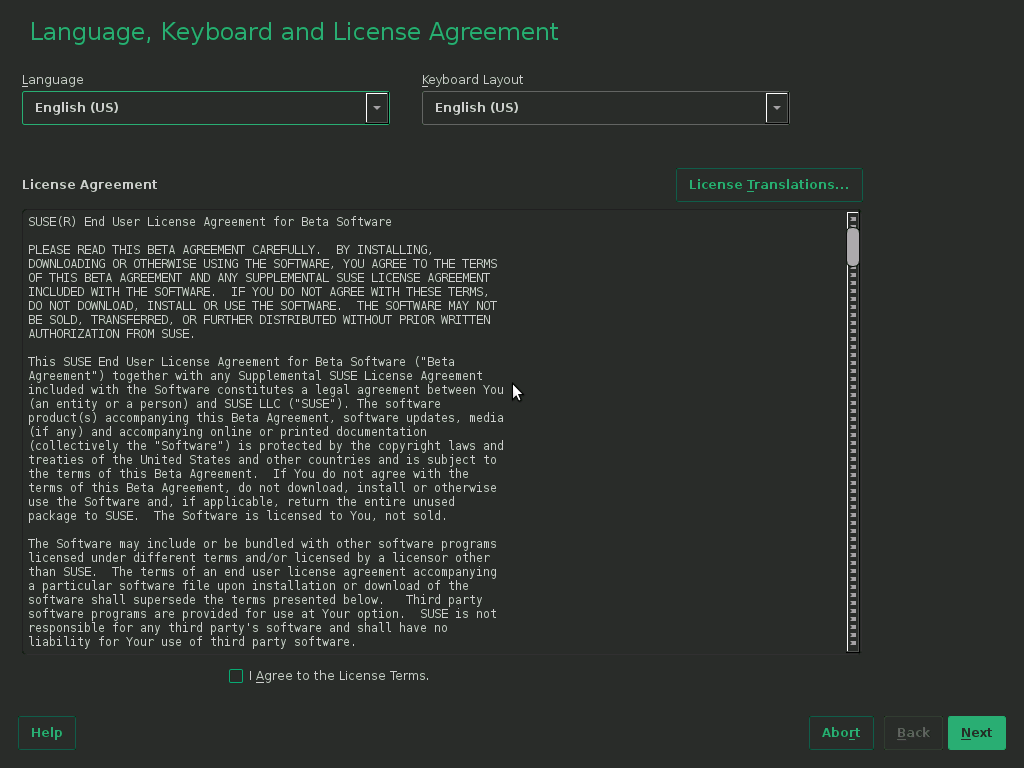 Language, Keyboard and License Agreement
Language
Keyboard Layout
English (US)
English (US)
License Agreement
License Translations...
SUSE(R) End User License Agreement for Beta Software
PLEASE READ THIS BETA AGREEMENT CAREFULLY.  BY INSTALLING,
DOWNLOADING OR OTHERWISE USING THE SOFTWARE, YOU AGREE TO THE TERMS
OF THIS BETA AGREEMENT AND ANY SUPPLEMENTAL SUSE LICENSE AGREEMENT
INCLUDED WITH THE SOFTWARE.  IF YOU DO NOT AGREE WITH THESE TERMS,
DO NOT DOWNLOAD, INSTALL OR USE THE SOFTWARE.  THE SOFTWARE MAY NOT
BE SOLD, TRANSFERRED, OR FURTHER DISTRIBUTED WITHOUT PRIOR WRITTEN
AUTHORIZATION FROM SUSE.
This SUSE End User License Agreement for Beta Software ("Beta
Agreement") together with any Supplemental SUSE License Agreement
included with the Software constitutes a legal agreement between You
(an entity or a person) and SUSE LLC ("SUSE"). The software
product(s) accompanying this Beta Agreement, software updates, media
(if any) and accompanying online or printed documentation
(collectively the "Software") is protected by the copyright laws and
treaties of the United States and other countries and is subject to
the terms of this Beta Agreement.  If You do not agree with the
terms of this Beta Agreement, do not download, install or otherwise
use the Software and, if applicable, return the entire unused
package to SUSE.  The Software is licensed to You, not sold.
The Software may include or be bundled with other software programs
licensed under different terms and/or licensed by a licensor other
than SUSE.  The terms of an end user license agreement accompanying
a particular software file upon installation or download of the
software shall supersede the terms presented below.   Third party
software programs are provided for use at Your option.  SUSE is not
responsible for any third party's software and shall have no
liability for Your use of third party software.
I Agree to the License Terms.
Help
Abort
Back
Next